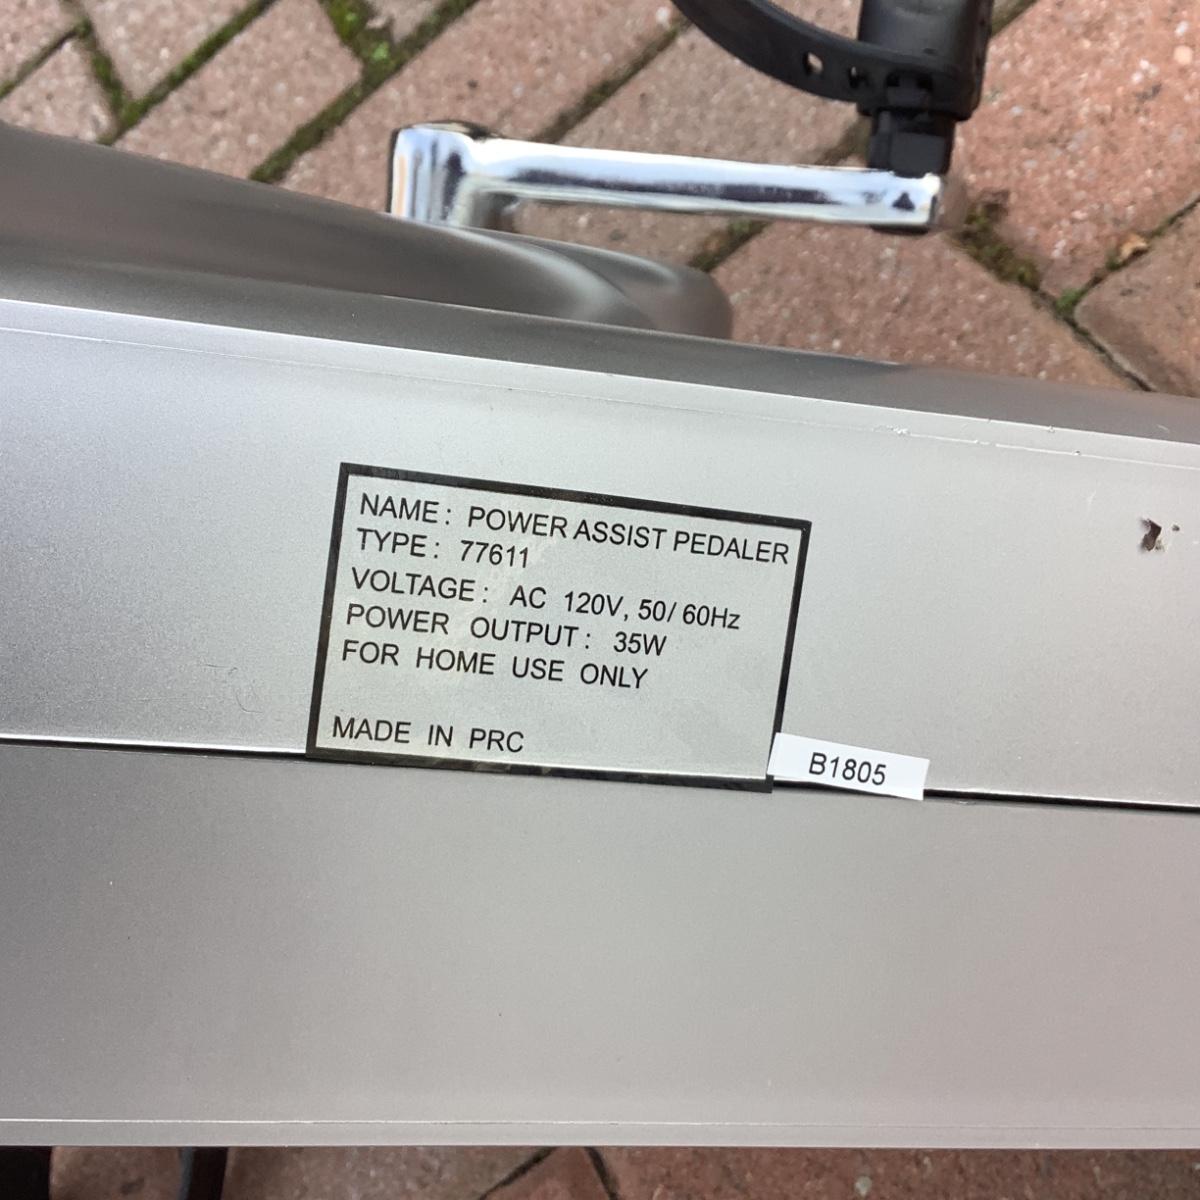 NAME: POWER ASSIST PEDALER
TYPE: 77611
VOLTAGE: AC 120V, 50/60Hz
POWER OUTPUT: 35W
FOR HOME USE ONLY
MADE IN PRC
B1805